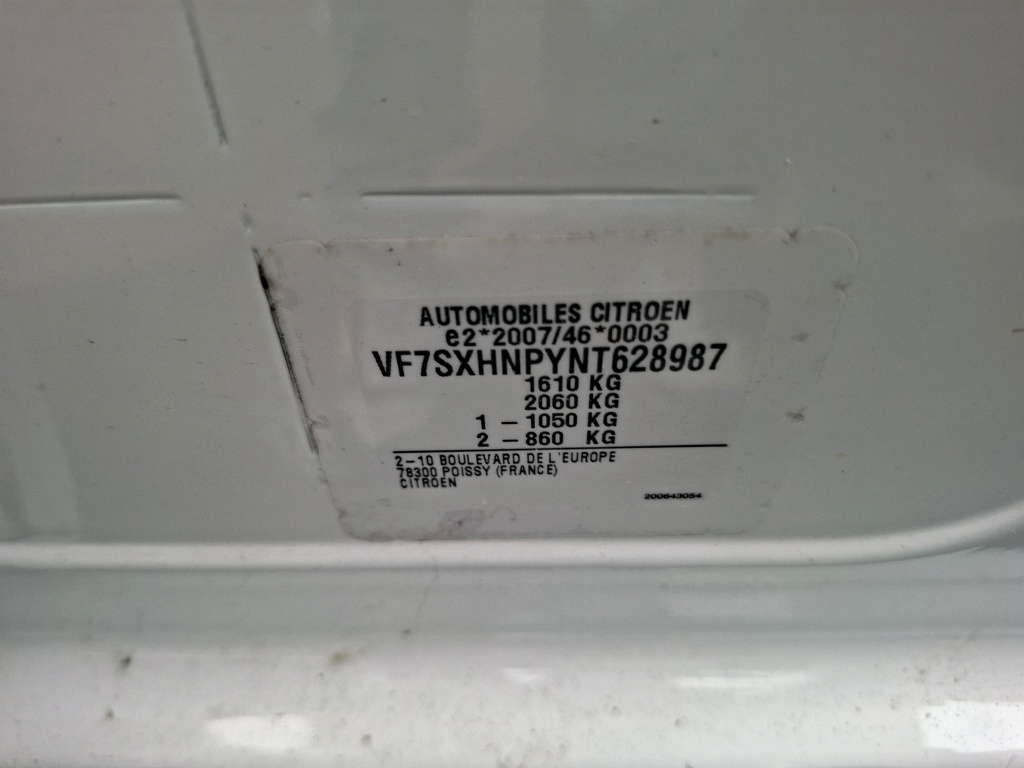 AUTOMOBILES CITROEN
e2*2007/46*0003
VF7SXHNPYNT628987
1610 KG
2060 KG
1 – 1050 KG
2 – 860 KG
2–10 BOULEVARD DE L'EUROPE
78300 POISSY (FRANCE)
CITROEN
200643054